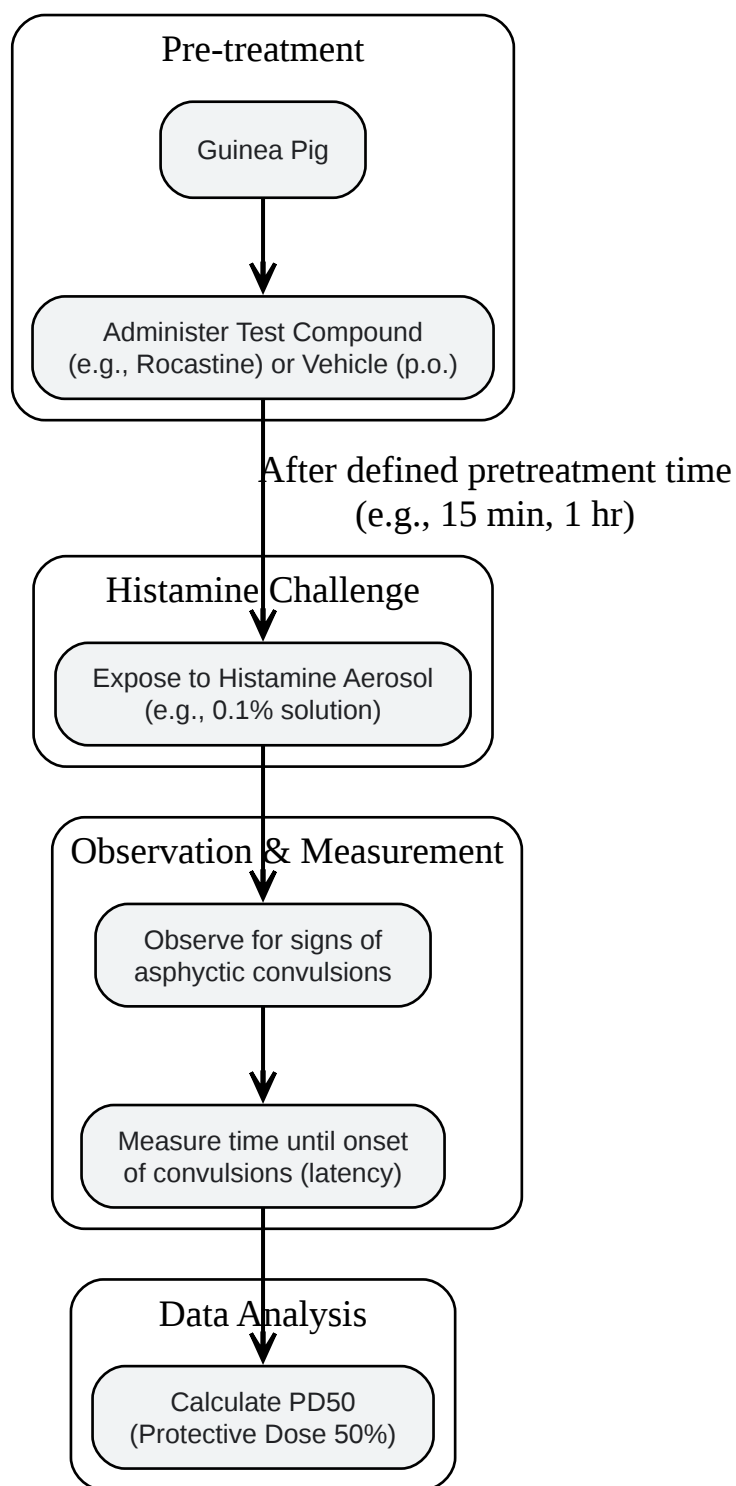 Pre-treatment
Guinea Pig
Administer Test Compound
(e.g., Rocastine) or Vehicle (p.o.)
After defined pretreatment time
(e.g., 15 min, 1 hr)
Histamine Challenge
Expose to Histamine Aerosol
(e.g., 0.1% solution)
Observation & Measurement
Observe for signs of
asphyctic convulsions
Measure time until onset
of convulsions (latency)
Data Analysis
Calculate PD50
(Protective Dose 50%)